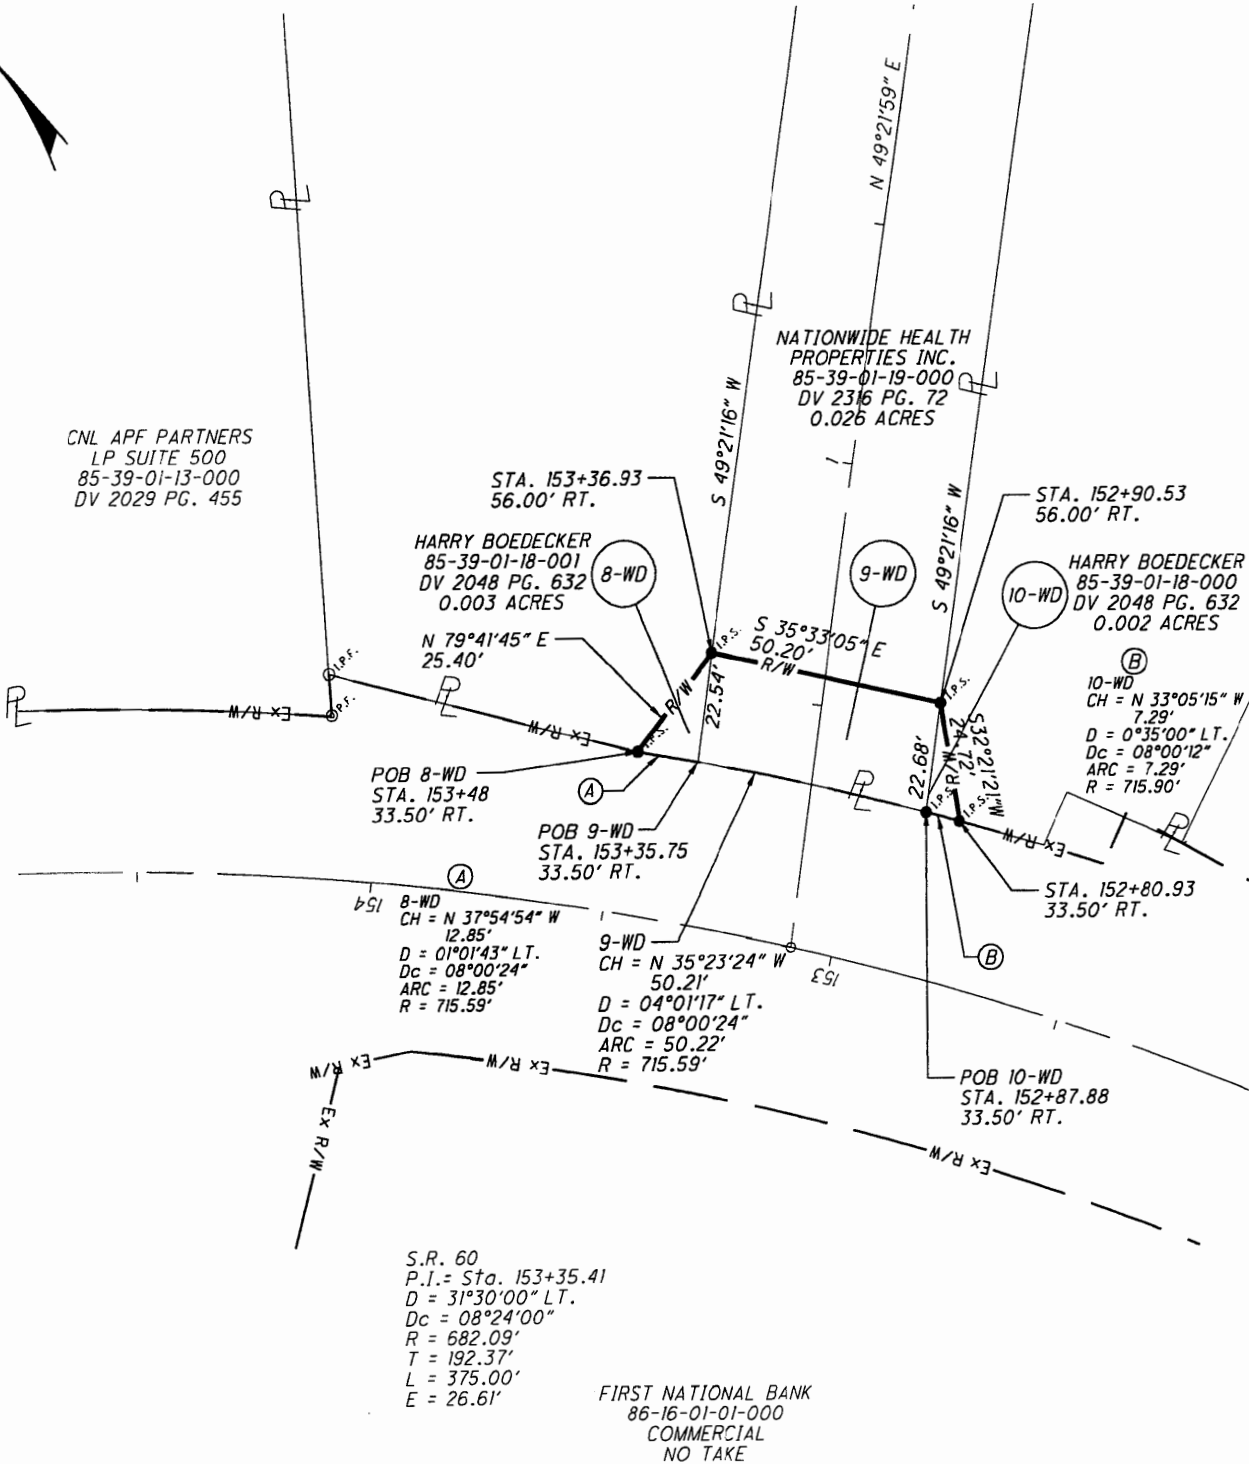 N 49°21'59" E
PL
PL
NATIONWIDE HEALTH
PROPERTIES INC.
85-39-01-19-000
DV 2316 PG. 72
0.026 ACRES
PL
S 49°21'16" W
CNL APF PARTNERS
LP SUITE 500
85-39-01-13-000
DV 2029 PG. 455
STA. 153+36.93
56.00' RT.
S 49°21'16" W
STA. 152+90.53
56.00' RT.
HARRY BOEDECKER
85-39-01-18-001
DV 2048 PG. 632
0.003 ACRES
8-WD
9-WD
10-WD
HARRY BOEDECKER
85-39-01-18-000
DV 2048 PG. 632
0.002 ACRES
N 79°41'45" E
25.40'
I.P.S.
S 35°33'05" E
50.20'
R/W
R/W
22.54'
I.P.F.
P.F.
PL
Ex R/W
PL
Ex R/W
I.P.S.
I.P.S.
S32°21'21"W
24.72'
R/W
22.68'
I.P.S.
I.P.S.
B
10-WD
CH = N 33°05'15" W
7.29'
D = 0°35'00" LT.
Dc = 08°00'12"
ARC = 7.29'
R = 715.90'
PL
PL
Ex R/W
POB 8-WD
STA. 153+48
33.50' RT.
A
POB 9-WD
STA. 153+35.75
33.50' RT.
STA. 152+80.93
33.50' RT.
154
A
8-WD
CH = N 37°54'54" W
12.85'
D = 01°01'43" LT.
Dc = 08°00'24"
ARC = 12.85'
R = 715.59'
9-WD
CH = N 35°23'24" W
50.21'
D = 04°01'17" LT.
Dc = 08°00'24"
ARC = 50.22'
R = 715.59'
153
B
POB 10-WD
STA. 152+87.88
33.50' RT.
Ex R/W
Ex R/W
Ex R/W
Ex R/W
S.R. 60
P.I.= Sta. 153+35.41
D = 31°30'00" LT.
Dc = 08°24'00"
R = 682.09'
T = 192.37'
L = 375.00'
E = 26.61'
FIRST NATIONAL BANK
86-16-01-01-000
COMMERCIAL
NO TAKE